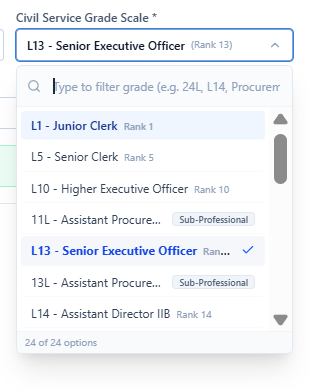 Civil Service Grade Scale *
L13 - Senior Executive Officer (Rank 13)
Type to filter grade (e.g. 24L, L14, Procurem
L1 - Junior Clerk Rank 1
L5 - Senior Clerk Rank 5
L10 - Higher Executive Officer Rank 10
11L - Assistant Procure... Sub-Professional
L13 - Senior Executive Officer Ran...
13L - Assistant Procure... Sub-Professional
L14 - Assistant Director IIB Rank 14
24 of 24 options